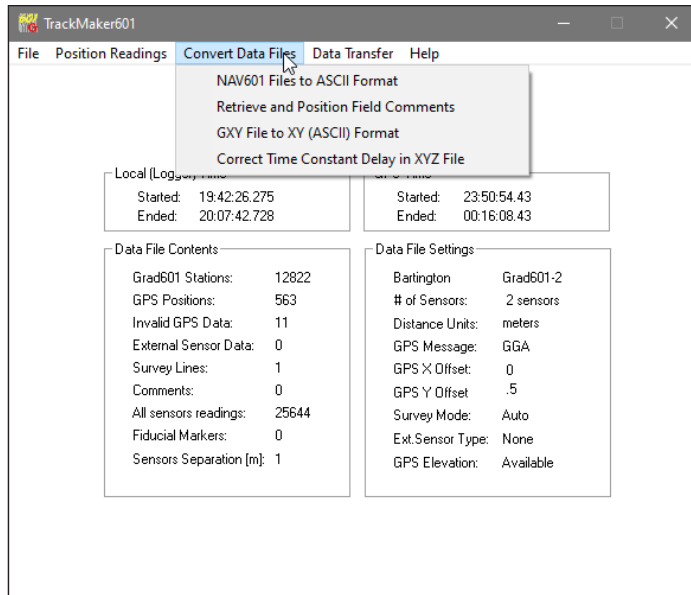 TrackMaker601
File Position Readings Convert Data Files Data Transfer Help
NAV601 Files to ASCII Format
Retrieve and Position Field Comments
GXY File to XY (ASCII) Format
Correct Time Constant Delay in XYZ File
Local (Logger) Time
Started: 19:42:26.275
Ended: 20:07:42.728
GPS Time
Started: 23:50:54.43
Ended: 00:16:08.43
Data File Contents
Grad601 Stations: 12822
GPS Positions: 563
Invalid GPS Data: 11
External Sensor Data: 0
Survey Lines: 1
Comments: 0
All sensors readings: 25644
Fiducial Markers: 0
Sensors Separation [m]: 1
Data File Settings
Bartington Grad601-2
# of Sensors: 2 sensors
Distance Units: meters
GPS Message: GGA
GPS X Offset: 0
GPS Y Offset .5
Survey Mode: Auto
Ext.Sensor Type: None
GPS Elevation: Available